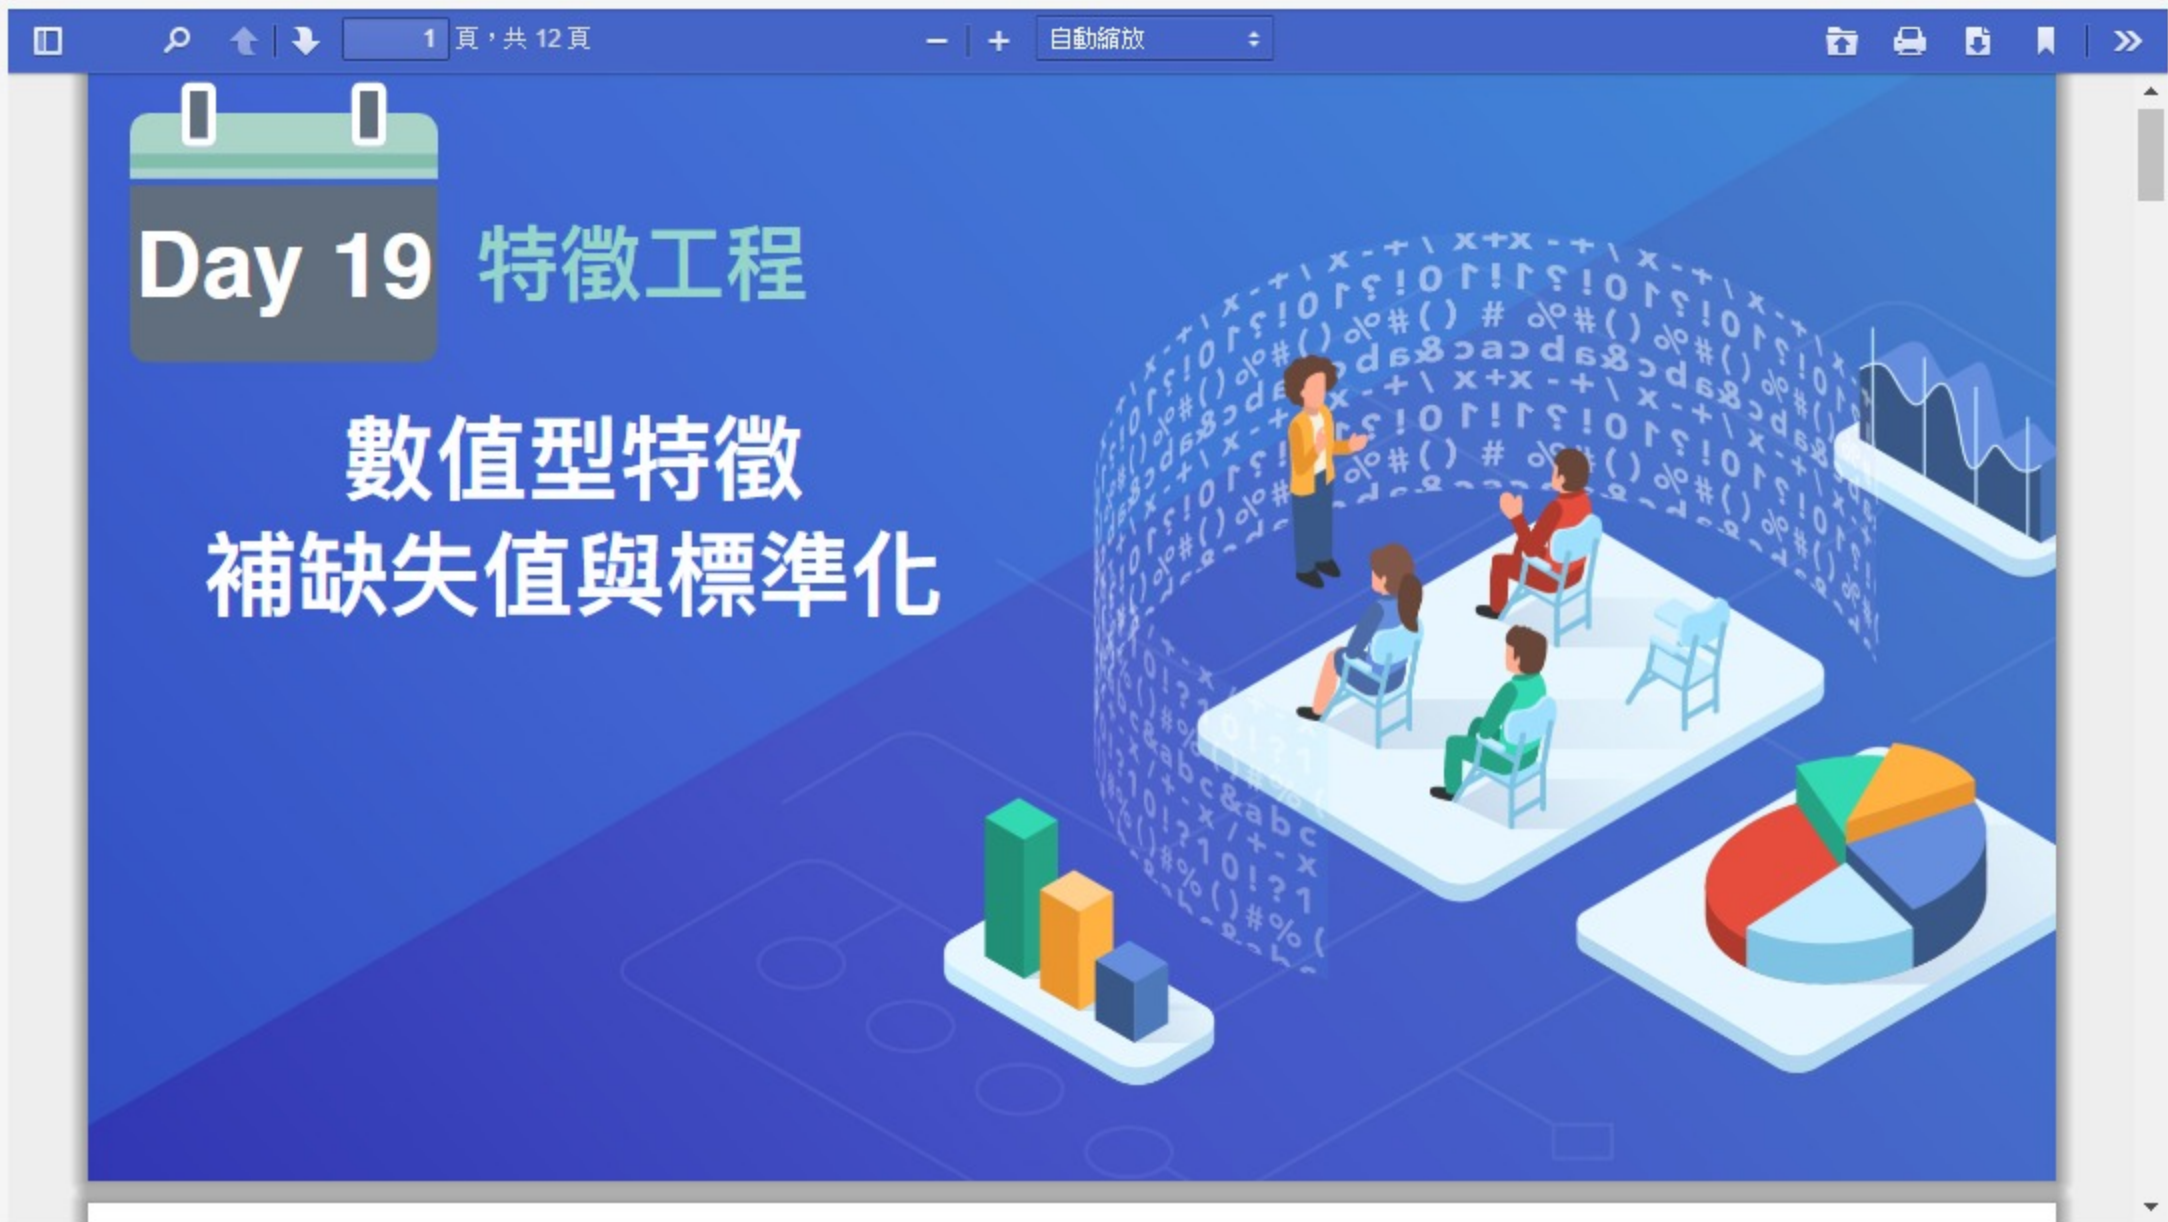 1 頁，共 12 頁
自動縮放
Day 19
特徵工程
數值型特徵
補缺失值與標準化